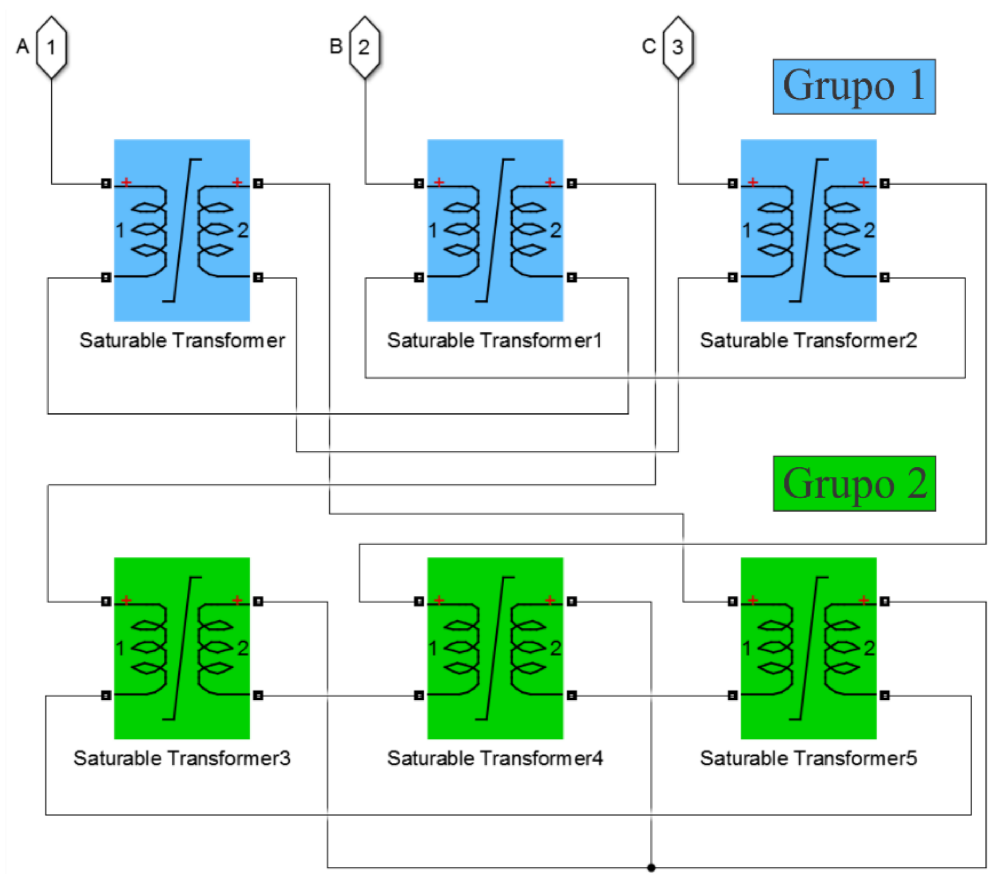 A 1 B 2 C 3
Grupo 1
+ + + + + +
1 2 1 2 1 2
Saturable Transformer Saturable Transformer1 Saturable Transformer2
Grupo 2
+ + + + + +
1 2 1 2 1 2
Saturable Transformer3 Saturable Transformer4 Saturable Transformer5